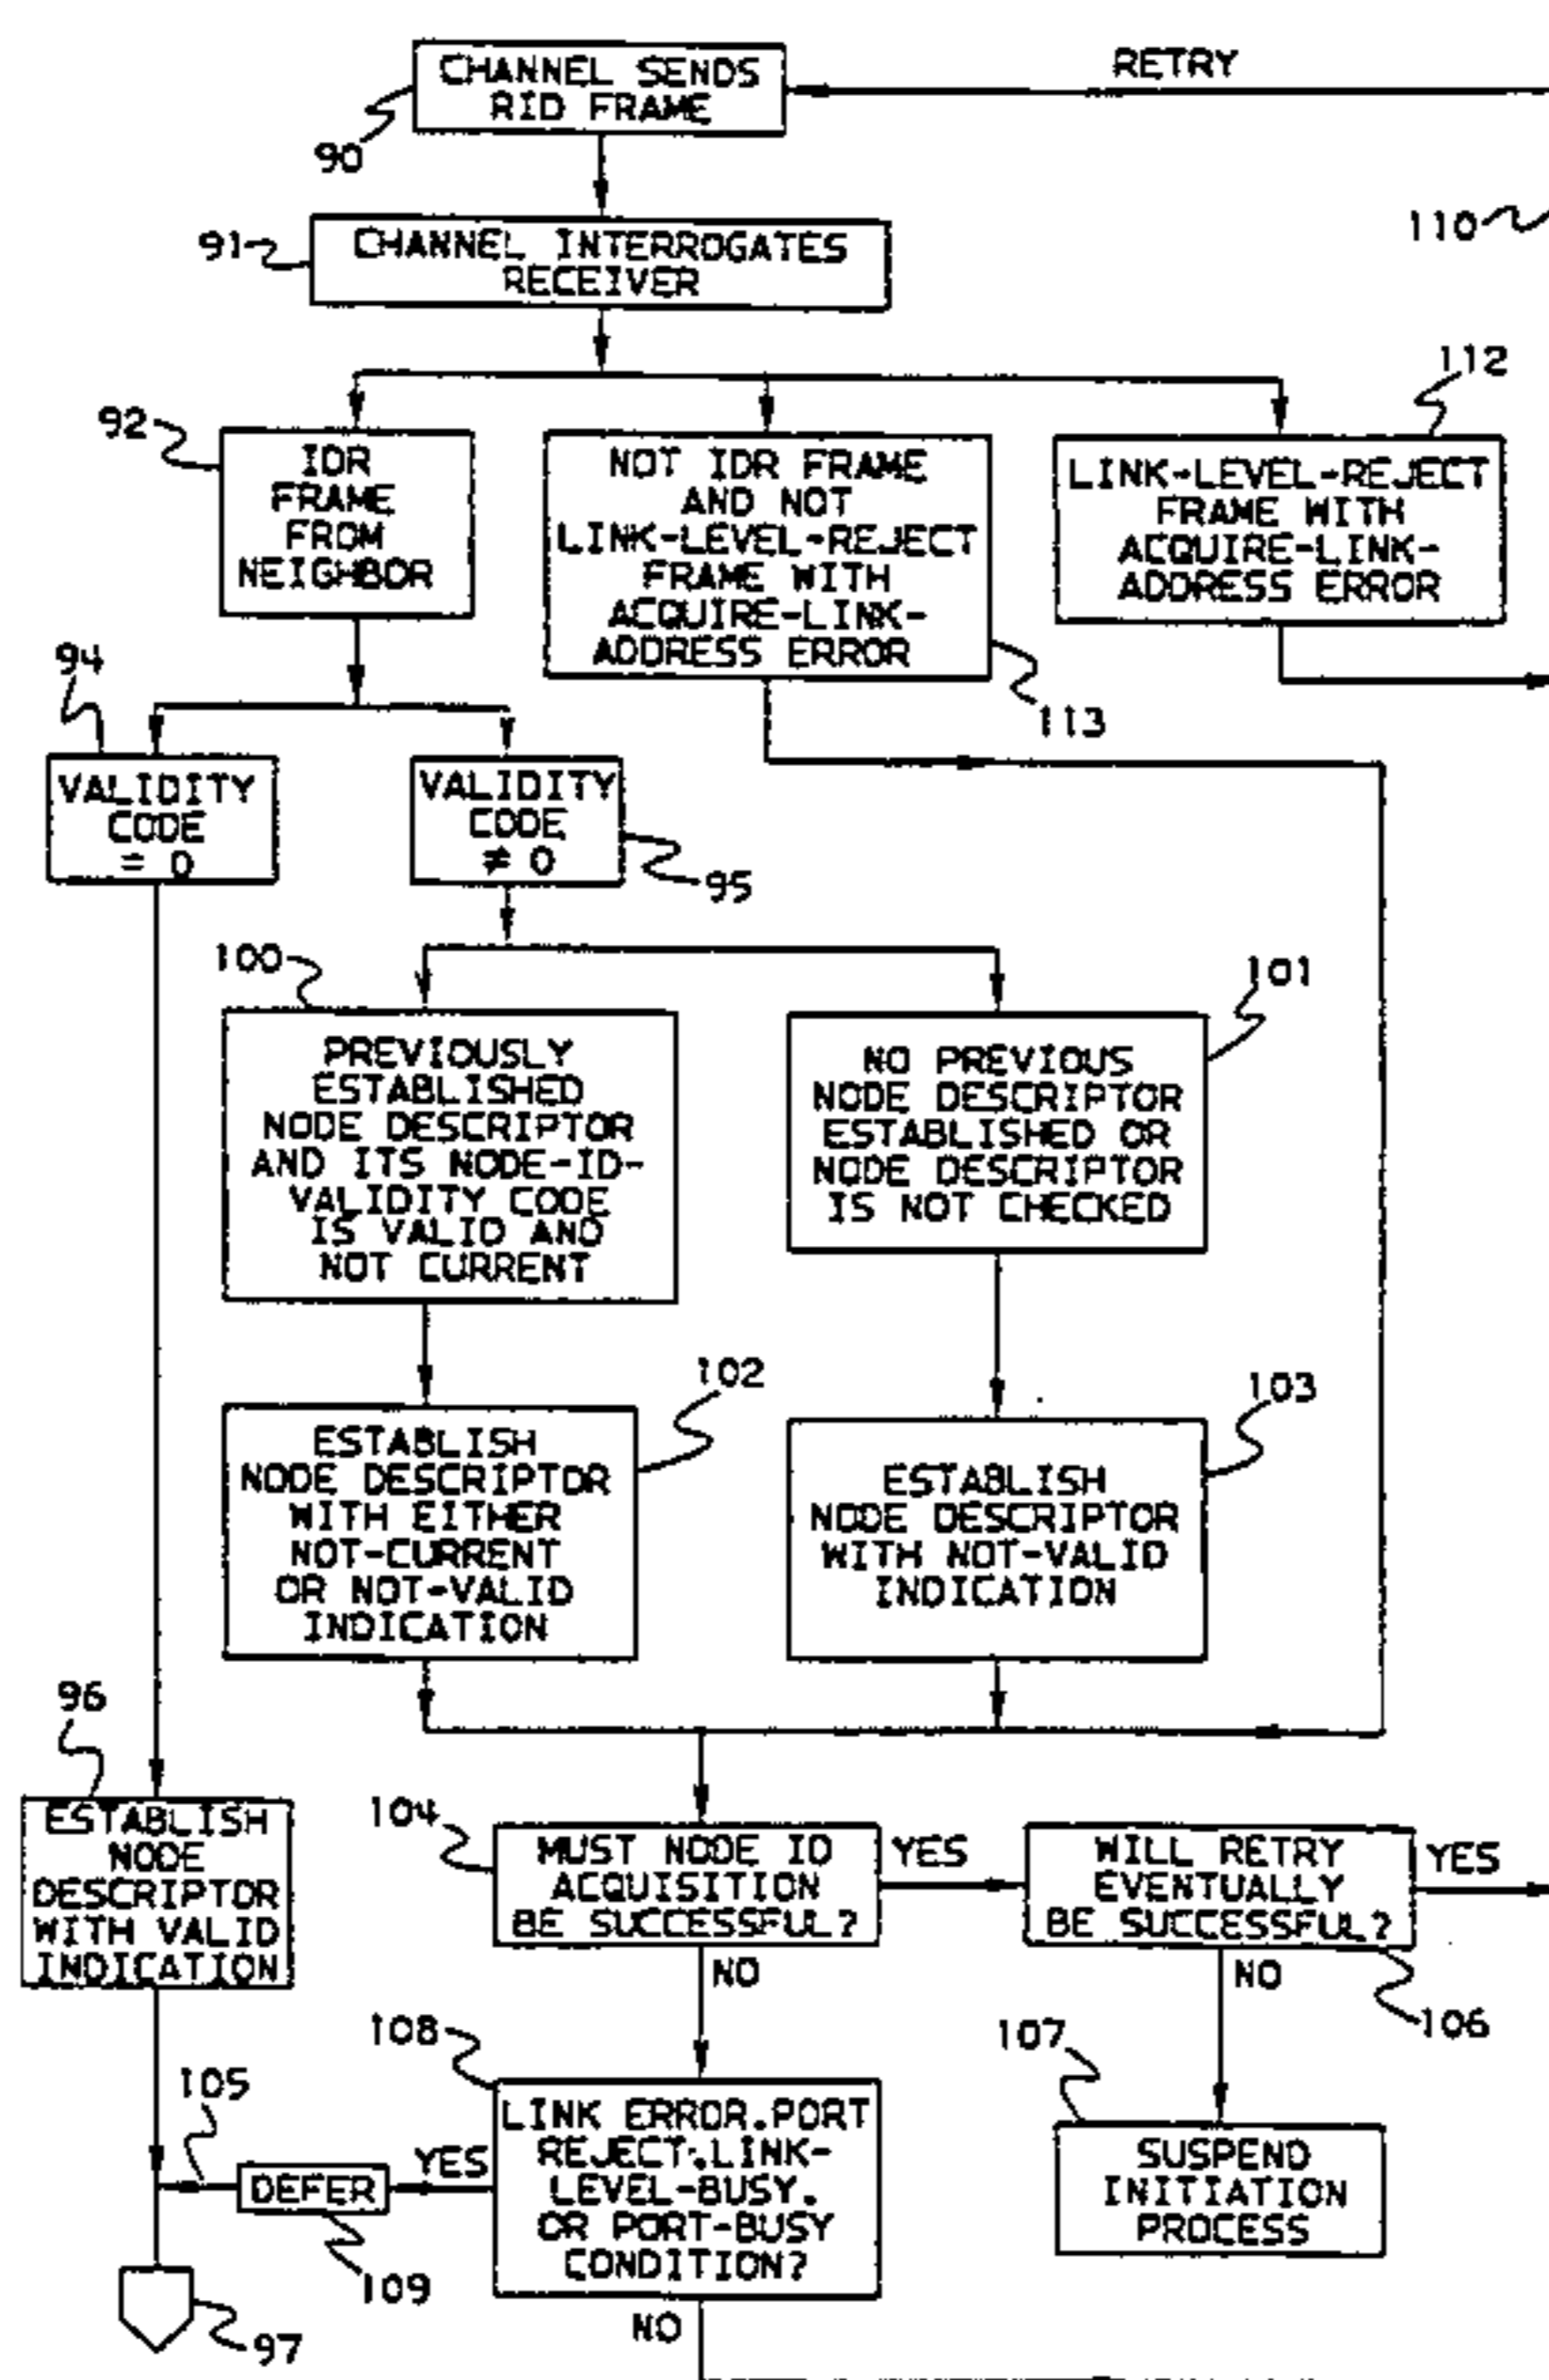 CHANNEL SENDS
RID FRAME
RETRY
90
91
CHANNEL INTERROGATES
RECEIVER
110
112
92
IDR
FRAME
FROM
NEIGHBOR
NOT IDR FRAME
AND NOT
LINK-LEVEL-REJECT
FRAME WITH
ACQUIRE-LINK-
ADDRESS ERROR
LINK-LEVEL-REJECT
FRAME WITH
ACQUIRE-LINK-
ADDRESS ERROR
94
113
VALIDITY
CODE
= 0
VALIDITY
CODE
≠ 0
95
100
101
PREVIOUSLY
ESTABLISHED
NODE DESCRIPTOR
AND ITS NODE-ID-
VALIDITY CODE
IS VALID AND
NOT CURRENT
NO PREVIOUS
NODE DESCRIPTOR
ESTABLISHED OR
NODE DESCRIPTOR
IS NOT CHECKED
102
103
ESTABLISH
NODE DESCRIPTOR
WITH EITHER
NOT-CURRENT
OR NOT-VALID
INDICATION
ESTABLISH
NODE DESCRIPTOR
WITH NOT-VALID
INDICATION
96
ESTABLISH
NODE
DESCRIPTOR
WITH VALID
INDICATION
104
MUST NODE ID
ACQUISITION
BE SUCCESSFUL?
YES
WILL RETRY
EVENTUALLY
BE SUCCESSFUL?
YES
NO
NO
106
108
107
105
LINK ERROR.PORT
REJECT.LINK-
LEVEL-BUSY.
OR PORT-BUSY
CONDITION?
YES
DEFER
109
SUSPEND
INITIATION
PROCESS
NO
97